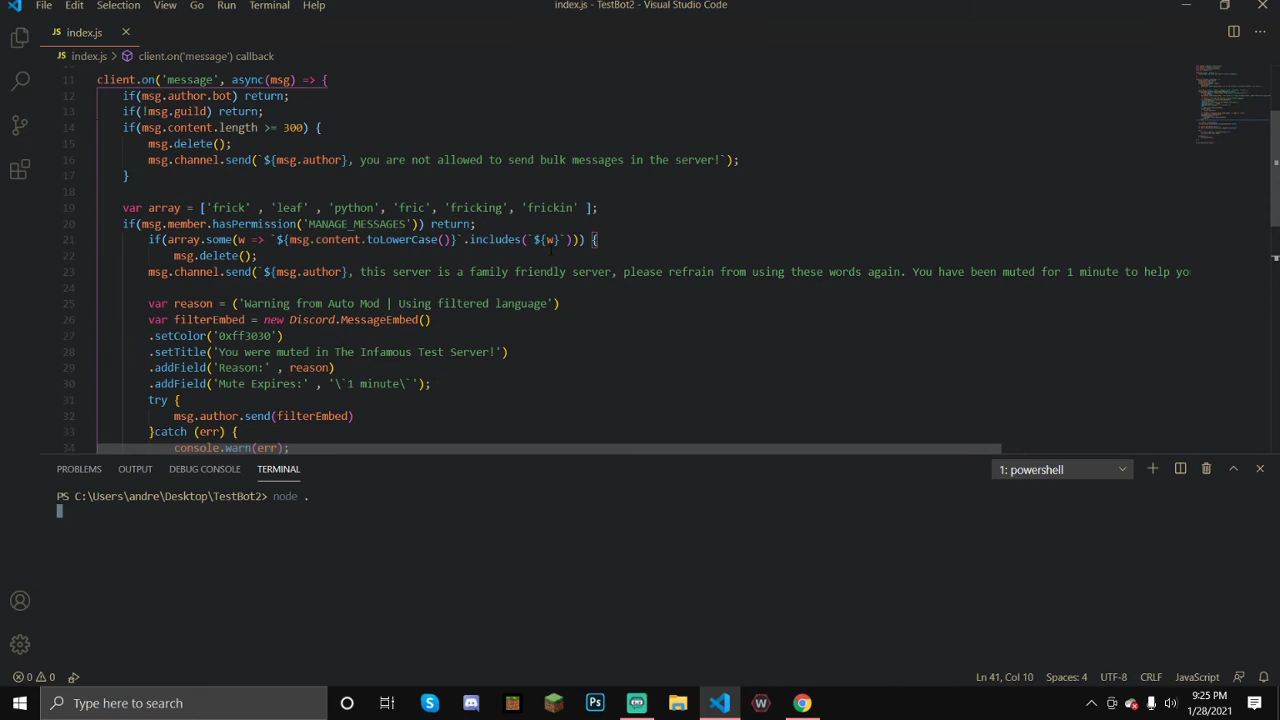 File Edit Selection View Go Run Terminal Help index.js - TestBot2 - Visual Studio Code
JS index.js
JS index.js > client.on('message') callback
11 client.on('message', async(msg) => {
12 if(msg.author.bot) return;
13 if(!msg.guild) return;
14 if(msg.content.length >= 300) {
15 msg.delete();
16 msg.channel.send(`${msg.author}, you are not allowed to send bulk messages in the server!`);
17 }
18
19 var array = ['frick' , 'leaf' , 'python', 'fric', 'fricking', 'frickin' ];
20 if(msg.member.hasPermission('MANAGE_MESSAGES')) return;
21 if(array.some(w => `${msg.content.toLowerCase()}`.includes(`${w}`))) {
22 msg.delete();
23 msg.channel.send(`${msg.author}, this server is a family friendly server, please refrain from using these words again. You have been muted for 1 minute to help yo
24
25 var reason = ('Warning from Auto Mod | Using filtered language')
26 var filterEmbed = new Discord.MessageEmbed()
27 .setColor('0xff3030')
28 .setTitle('You were muted in The Infamous Test Server!')
29 .addField('Reason:' , reason)
30 .addField('Mute Expires:' , '\`1 minute\`');
31 try {
32 msg.author.send(filterEmbed)
33 }catch (err) {
34 console.warn(err);
PROBLEMS OUTPUT DEBUG CONSOLE TERMINAL 1: powershell
PS C:\Users\andre\Desktop\TestBot2> node .
0 0 Ln 41, Col 10 Spaces: 4 UTF-8 CRLF JavaScript
Type here to search 9:25 PM
1/28/2021